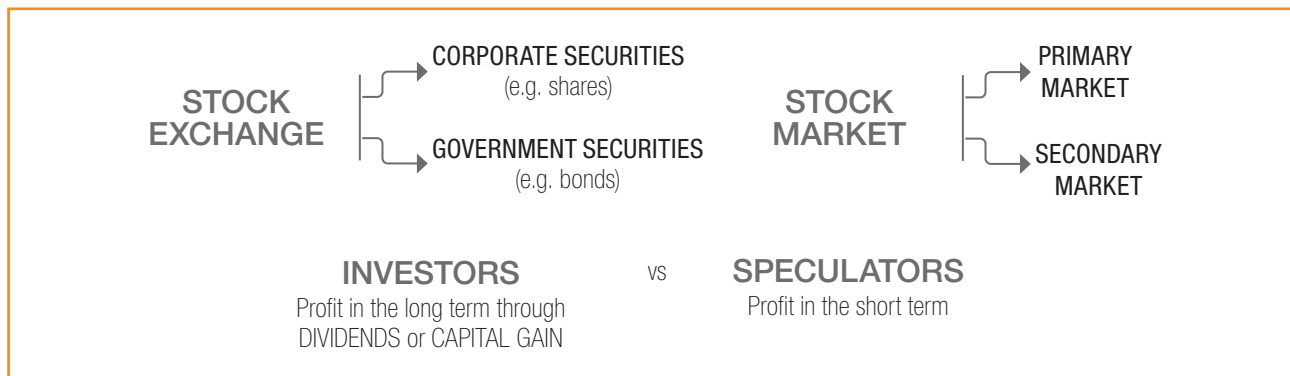 STOCK
EXCHANGE
CORPORATE SECURITIES
(e.g. shares)
GOVERNMENT SECURITIES
(e.g. bonds)
STOCK
MARKET
PRIMARY
MARKET
SECONDARY
MARKET
INVESTORS
Profit in the long term through
DIVIDENDS or CAPITAL GAIN
vs
SPECULATORS
Profit in the short term